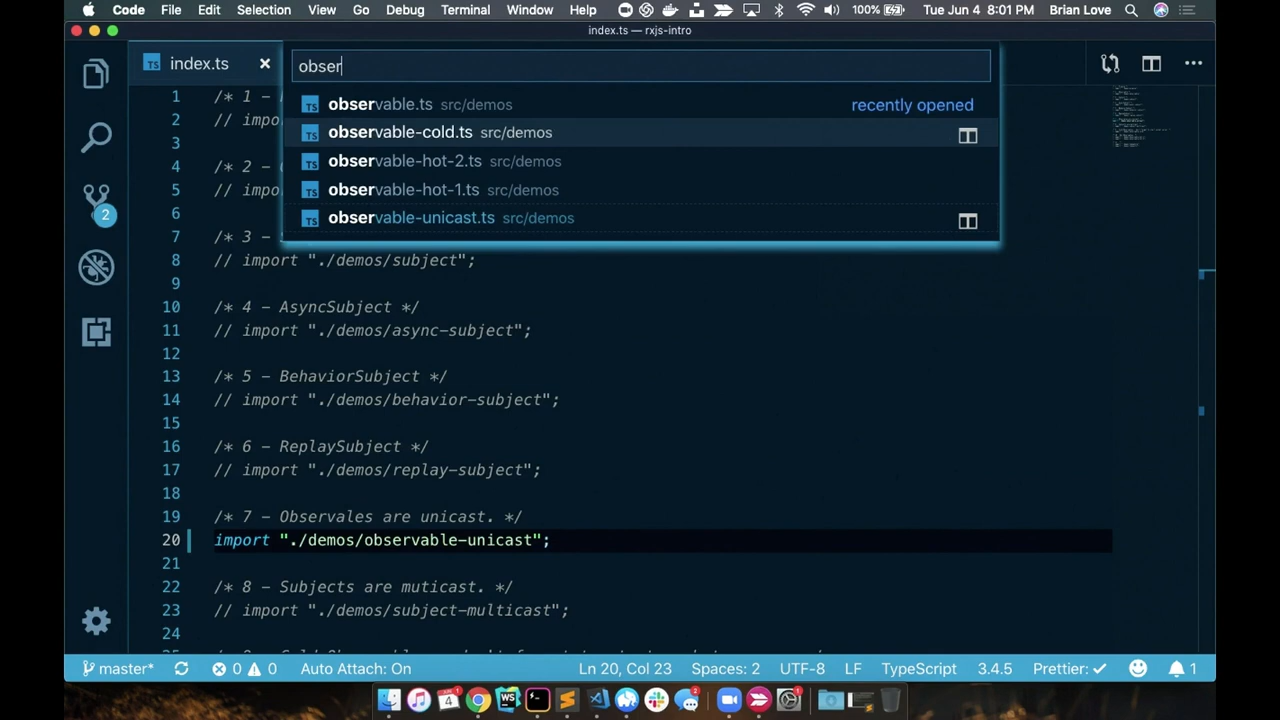 Code File Edit Selection View Go Debug Terminal Window Help 100% Tue Jun 4 8:01 PM Brian Love
index.ts — rxjs-intro
TS index.ts
obser
TS observable.ts src/demos recently opened
TS observable-cold.ts src/demos
TS observable-hot-2.ts src/demos
TS observable-hot-1.ts src/demos
TS observable-unicast.ts src/demos
1 /* 1 –
2 // impo
3
4 /* 2 –
5 // impo
6
7 /* 3 –
8 // import "./demos/subject";
9
10 /* 4 – AsyncSubject */
11 // import "./demos/async-subject";
12
13 /* 5 – BehaviorSubject */
14 // import "./demos/behavior-subject";
15
16 /* 6 – ReplaySubject */
17 // import "./demos/replay-subject";
18
19 /* 7 – Observales are unicast. */
20 import "./demos/observable-unicast";
21
22 /* 8 – Subjects are muticast. */
23 // import "./demos/subject-multicast";
24
2
master* 0 0 Auto Attach: On Ln 20, Col 23 Spaces: 2 UTF-8 LF TypeScript 3.4.5 Prettier: ✓ 1